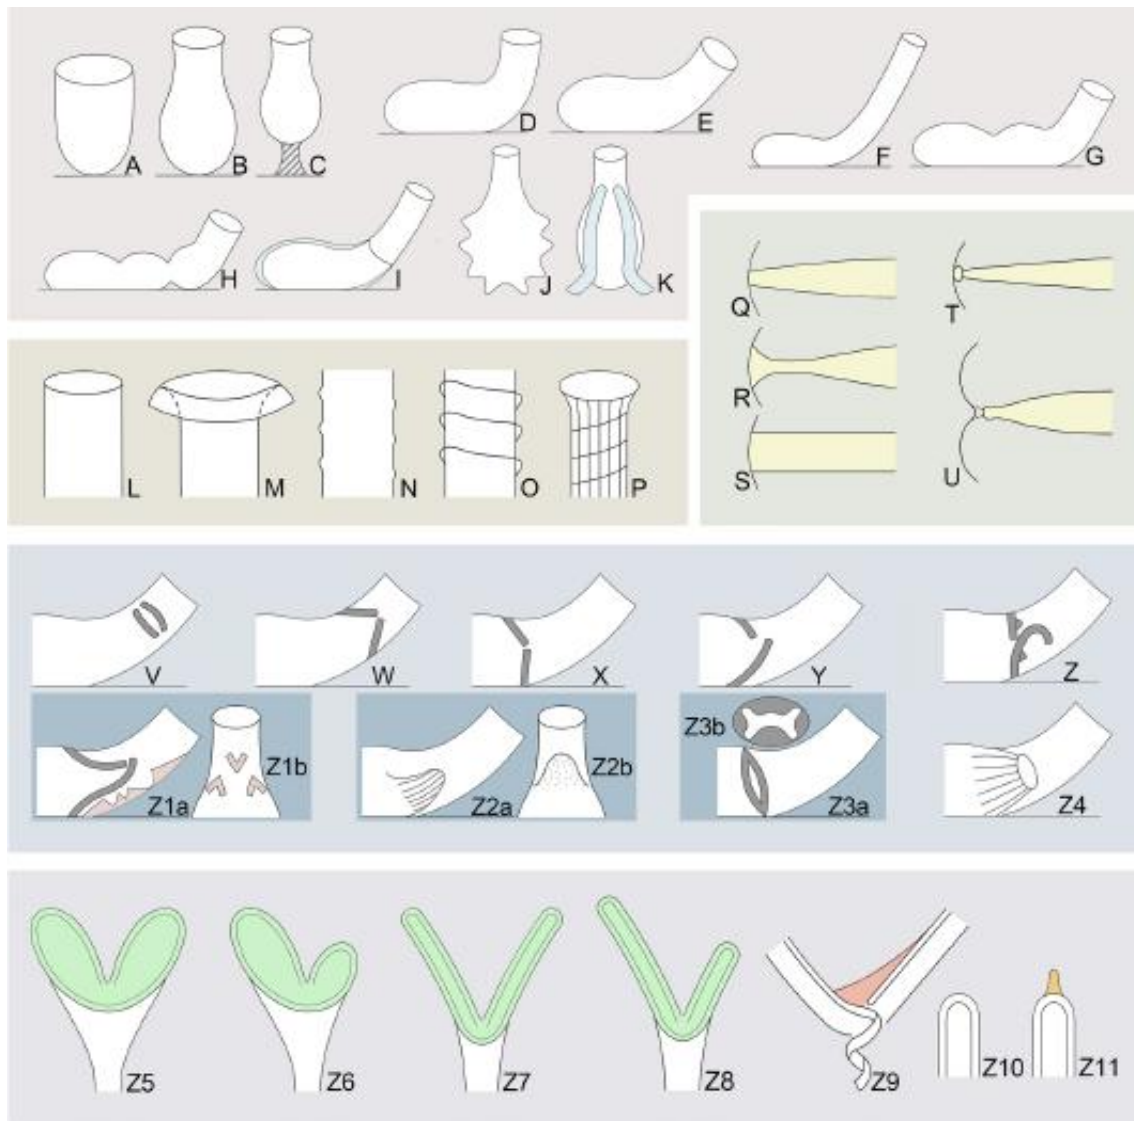 A B C D E F G
H I J K
Q T
R
S U
L M N O P
V W X Y Z
Z1a Z1b Z2a Z2b Z3b Z3a Z4
Z5 Z6 Z7 Z8 Z9 Z10 Z11